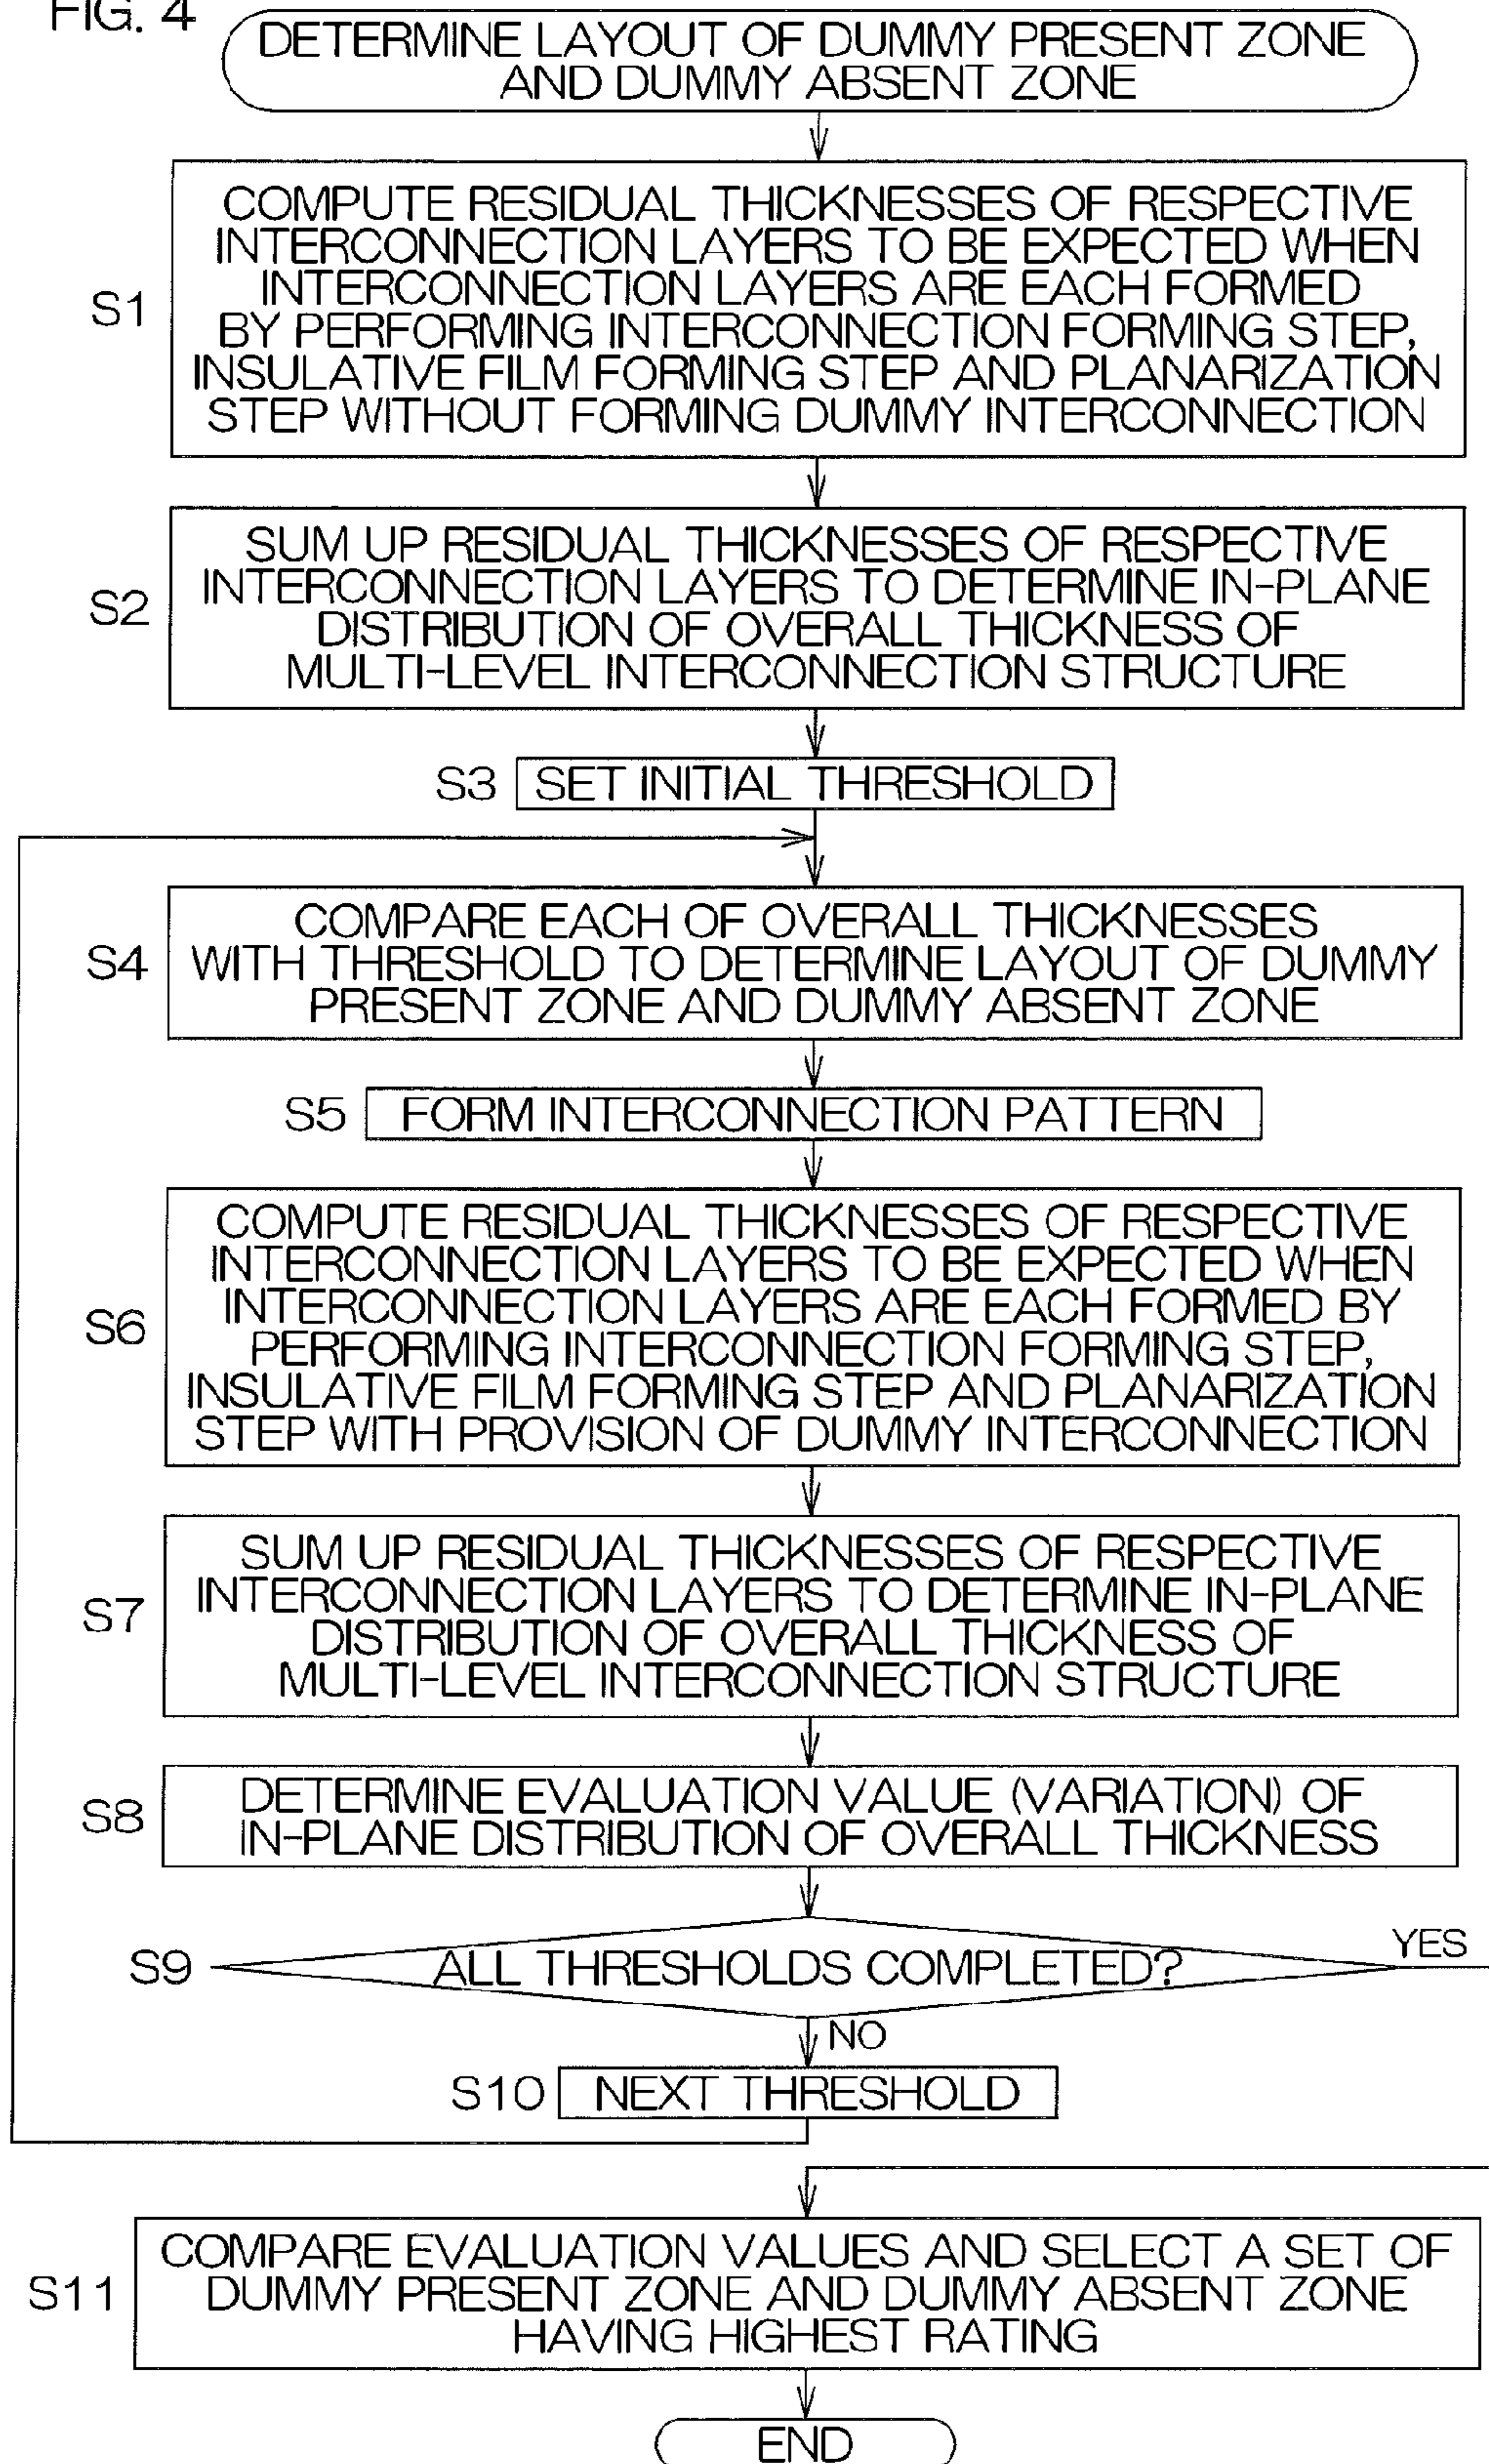 FIG. 4
DETERMINE LAYOUT OF DUMMY PRESENT ZONE
AND DUMMY ABSENT ZONE
S1
COMPUTE RESIDUAL THICKNESSES OF RESPECTIVE
INTERCONNECTION LAYERS TO BE EXPECTED WHEN
INTERCONNECTION LAYERS ARE EACH FORMED
BY PERFORMING INTERCONNECTION FORMING STEP,
INSULATIVE FILM FORMING STEP AND PLANARIZATION
STEP WITHOUT FORMING DUMMY INTERCONNECTION
S2
SUM UP RESIDUAL THICKNESSES OF RESPECTIVE
INTERCONNECTION LAYERS TO DETERMINE IN-PLANE
DISTRIBUTION OF OVERALL THICKNESS OF
MULTI-LEVEL INTERCONNECTION STRUCTURE
S3
SET INITIAL THRESHOLD
S4
COMPARE EACH OF OVERALL THICKNESSES
WITH THRESHOLD TO DETERMINE LAYOUT OF DUMMY
PRESENT ZONE AND DUMMY ABSENT ZONE
S5
FORM INTERCONNECTION PATTERN
S6
COMPUTE RESIDUAL THICKNESSES OF RESPECTIVE
INTERCONNECTION LAYERS TO BE EXPECTED WHEN
INTERCONNECTION LAYERS ARE EACH FORMED BY
PERFORMING INTERCONNECTION FORMING STEP,
INSULATIVE FILM FORMING STEP AND PLANARIZATION
STEP WITH PROVISION OF DUMMY INTERCONNECTION
S7
SUM UP RESIDUAL THICKNESSES OF RESPECTIVE
INTERCONNECTION LAYERS TO DETERMINE IN-PLANE
DISTRIBUTION OF OVERALL THICKNESS OF
MULTI-LEVEL INTERCONNECTION STRUCTURE
S8
DETERMINE EVALUATION VALUE (VARIATION) OF
IN-PLANE DISTRIBUTION OF OVERALL THICKNESS
S9
ALL THRESHOLDS COMPLETED?
YES
NO
S10
NEXT THRESHOLD
S11
COMPARE EVALUATION VALUES AND SELECT A SET OF
DUMMY PRESENT ZONE AND DUMMY ABSENT ZONE
HAVING HIGHEST RATING
END